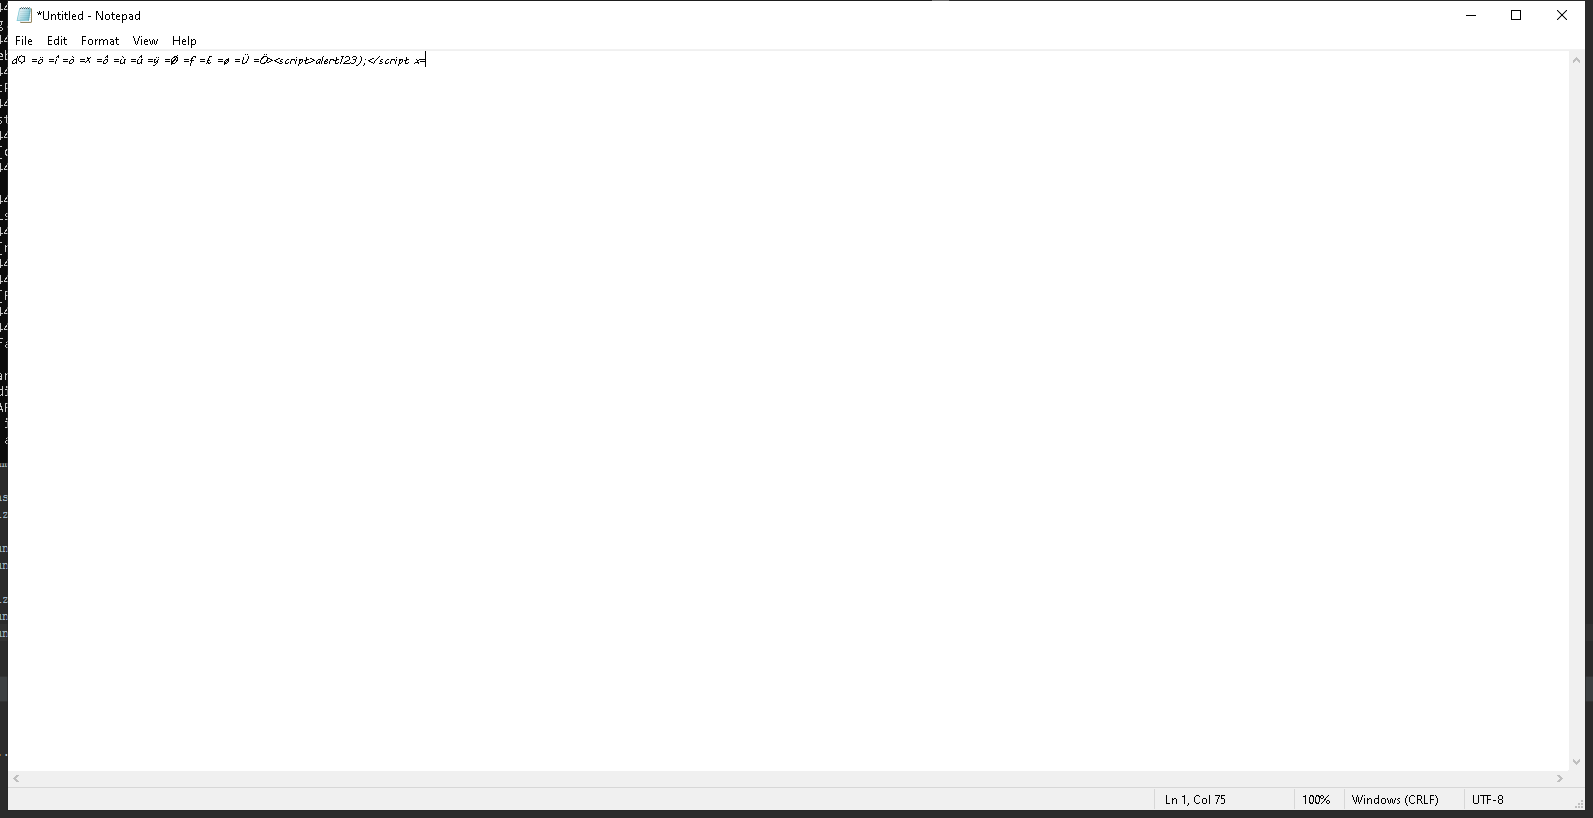 *Untitled - Notepad
File Edit Format View Help
=ö =î =ò =x =ô =ù =û =ÿ =Ø =ƒ =£ =ø =Ü =Ö><script>alert123);</script x=
Ln 1, Col 75 100% Windows (CRLF) UTF-8